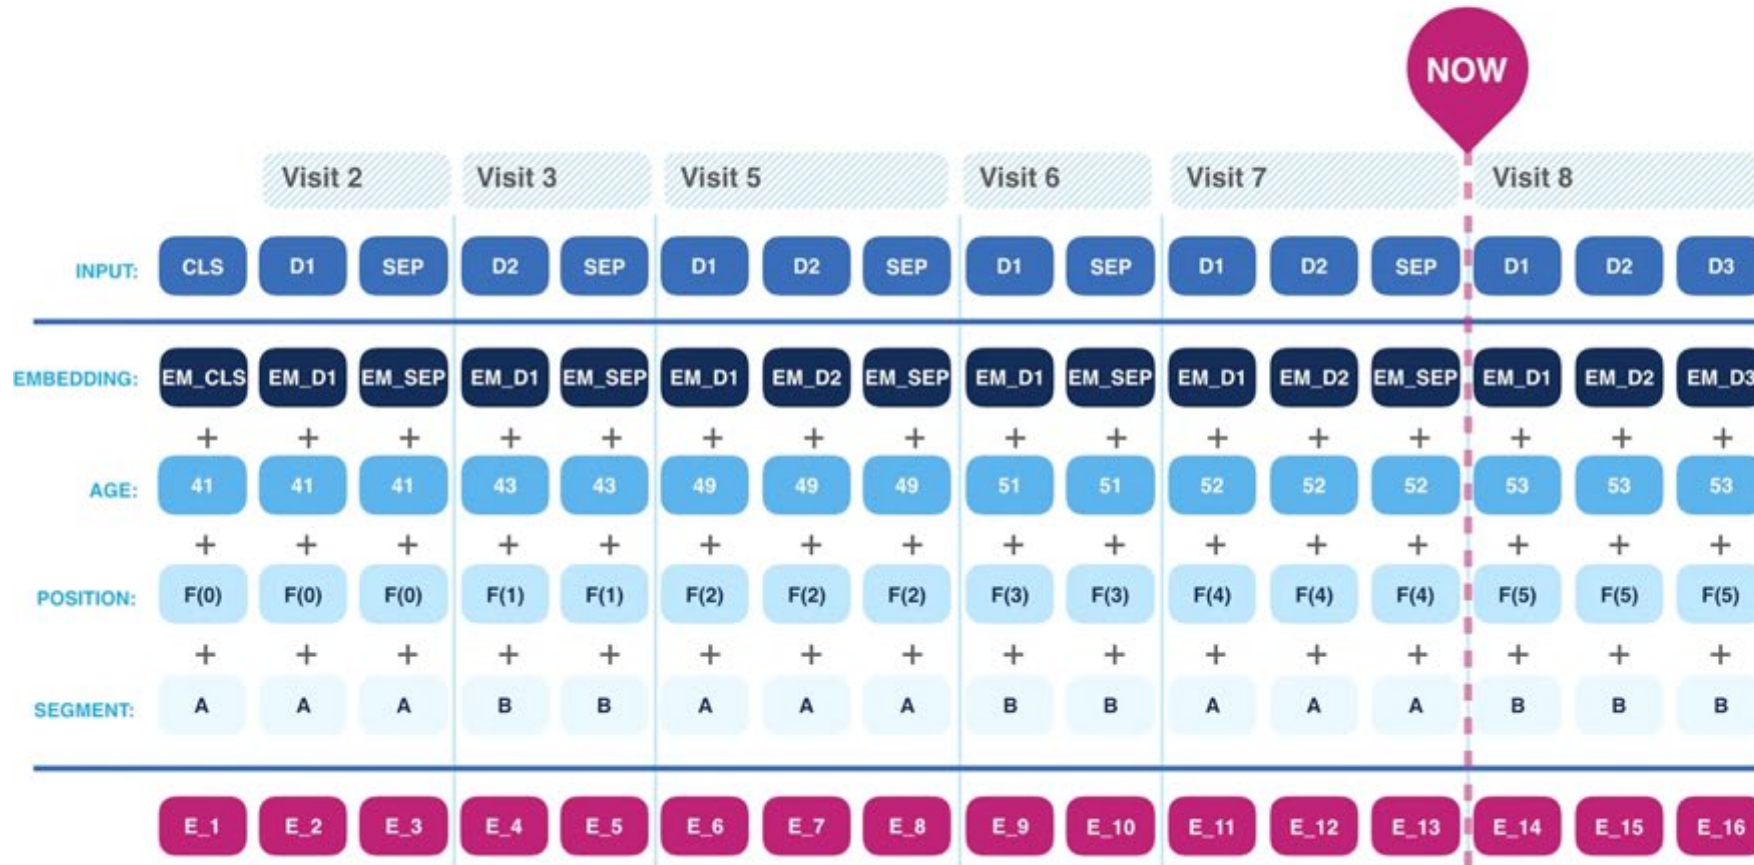 NOW
Visit 2 Visit 3 Visit 5 Visit 6 Visit 7 Visit 8
INPUT: CLS D1 SEP D2 SEP D1 D2 SEP D1 SEP D1 D2 SEP D1 D2 D3
EMBEDDING: EM_CLS EM_D1 EM_SEP EM_D1 EM_SEP EM_D1 EM_D2 EM_SEP EM_D1 EM_SEP EM_D1 EM_D2 EM_SEP EM_D1 EM_D2 EM_D3
+ + + + + + + + + + + + + + + +
AGE: 41 41 41 43 43 49 49 49 51 51 52 52 52 53 53 53
+ + + + + + + + + + + + + + + +
POSITION: F(0) F(0) F(0) F(1) F(1) F(2) F(2) F(2) F(3) F(3) F(4) F(4) F(4) F(5) F(5) F(5)
+ + + + + + + + + + + + + + + +
SEGMENT: A A A B B A A A B B A A A B B B
E_1 E_2 E_3 E_4 E_5 E_6 E_7 E_8 E_9 E_10 E_11 E_12 E_13 E_14 E_15 E_16